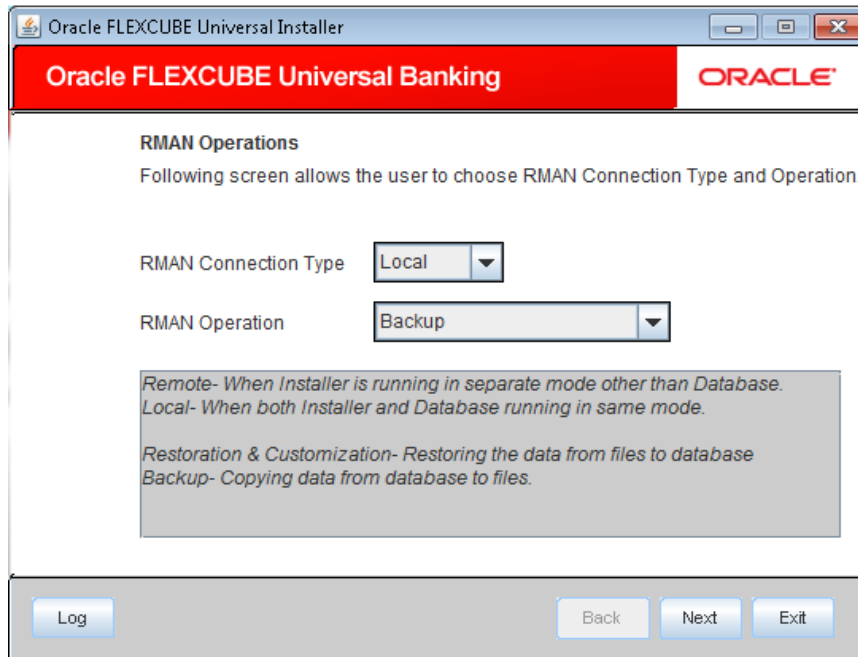 Oracle FLEXCUBE Universal Installer
Oracle FLEXCUBE Universal Banking
ORACLE
RMAN Operations
Following screen allows the user to choose RMAN Connection Type and Operation
RMAN Connection Type
Local
RMAN Operation
Backup
Remote- When Installer is running in separate mode other than Database.
Local- When both Installer and Database running in same mode.
Restoration & Customization- Restoring the data from files to database
Backup- Copying data from database to files.
Log
Back
Next
Exit